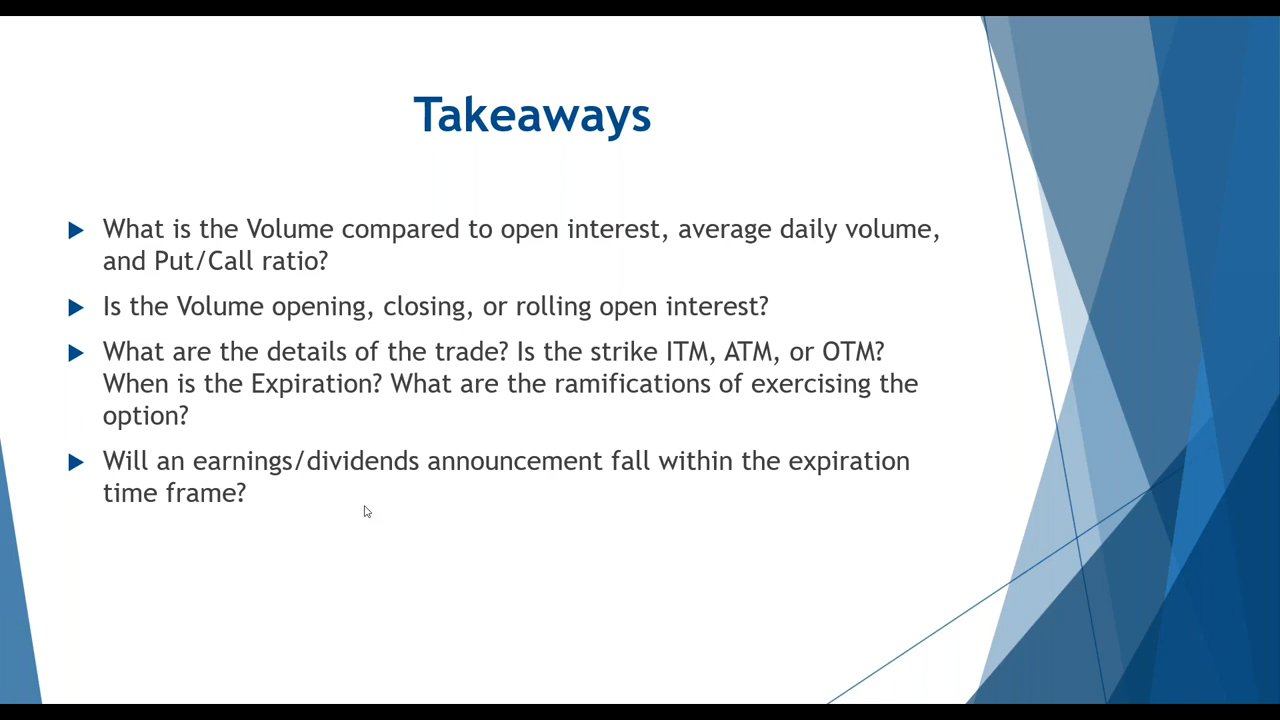 Takeaways
What is the Volume compared to open interest, average daily volume,
and Put/Call ratio?
Is the Volume opening, closing, or rolling open interest?
What are the details of the trade? Is the strike ITM, ATM, or OTM?
When is the Expiration? What are the ramifications of exercising the
option?
Will an earnings/dividends announcement fall within the expiration
time frame?